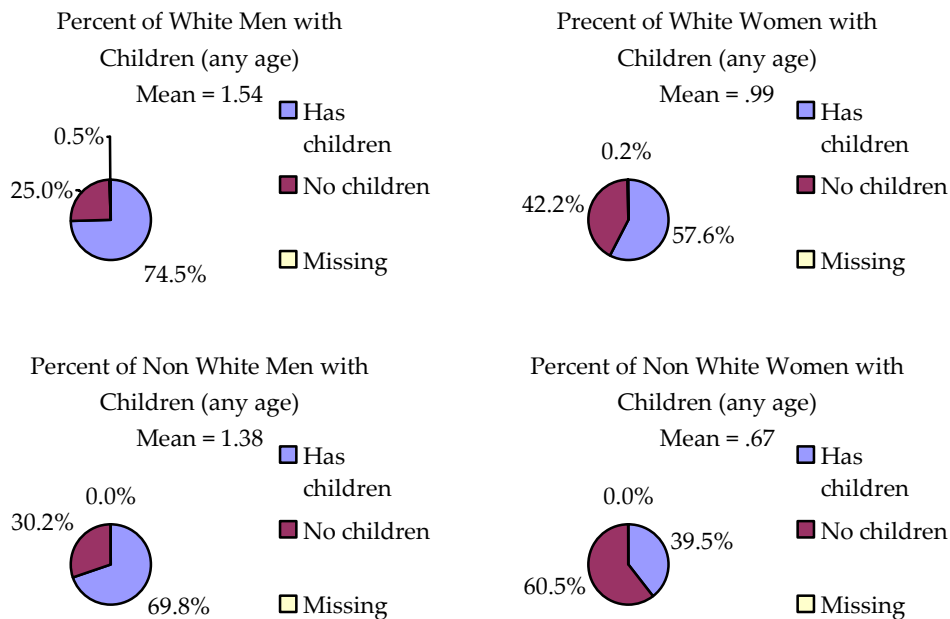 Percent of White Men with
Children (any age)
Mean = 1.54
Has
children
0.5%
25.0%
No children
Missing
74.5%
Precent of White Women with
Children (any age)
Mean = .99
Has
children
0.2%
42.2%
No children
57.6%
Missing
Percent of Non White Men with
Children (any age)
Mean = 1.38
Has
children
0.0%
30.2%
No children
69.8%
Missing
Percent of Non White Women with
Children (any age)
Mean = .67
Has
children
0.0%
No children
39.5%
60.5%
Missing